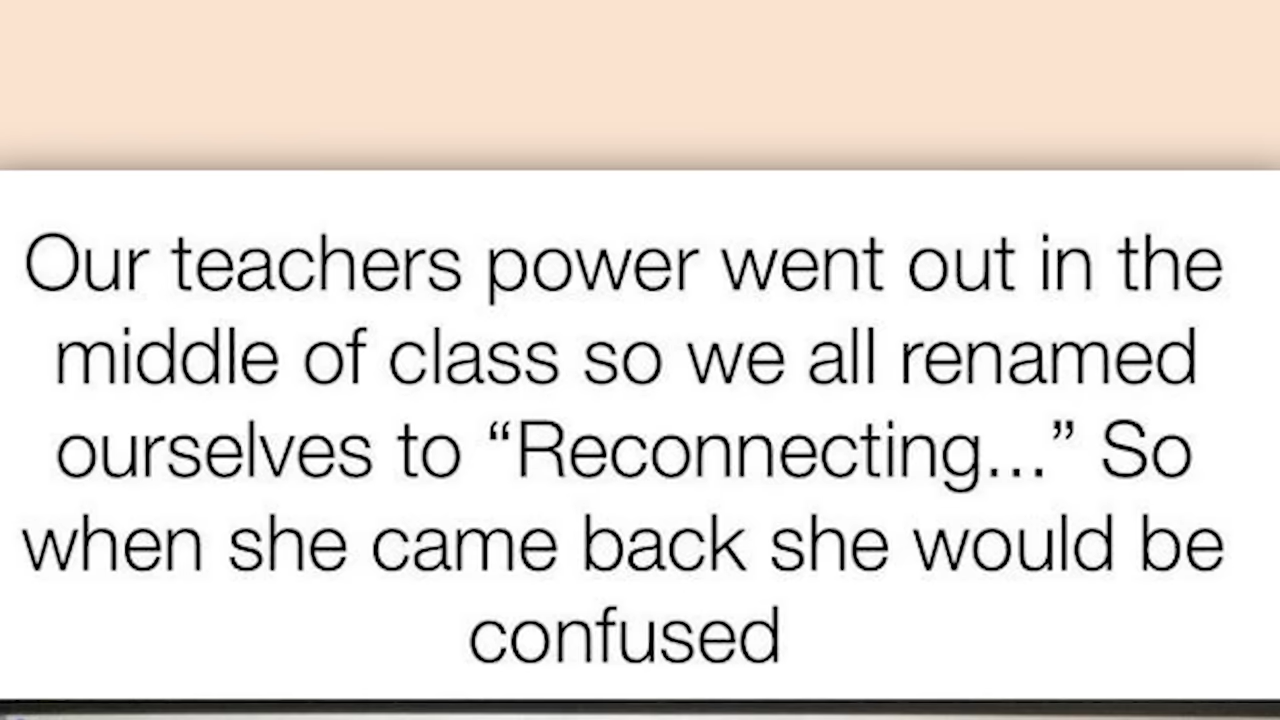 Our teachers power went out in the
middle of class so we all renamed
ourselves to “Reconnecting...” So
when she came back she would be
confused